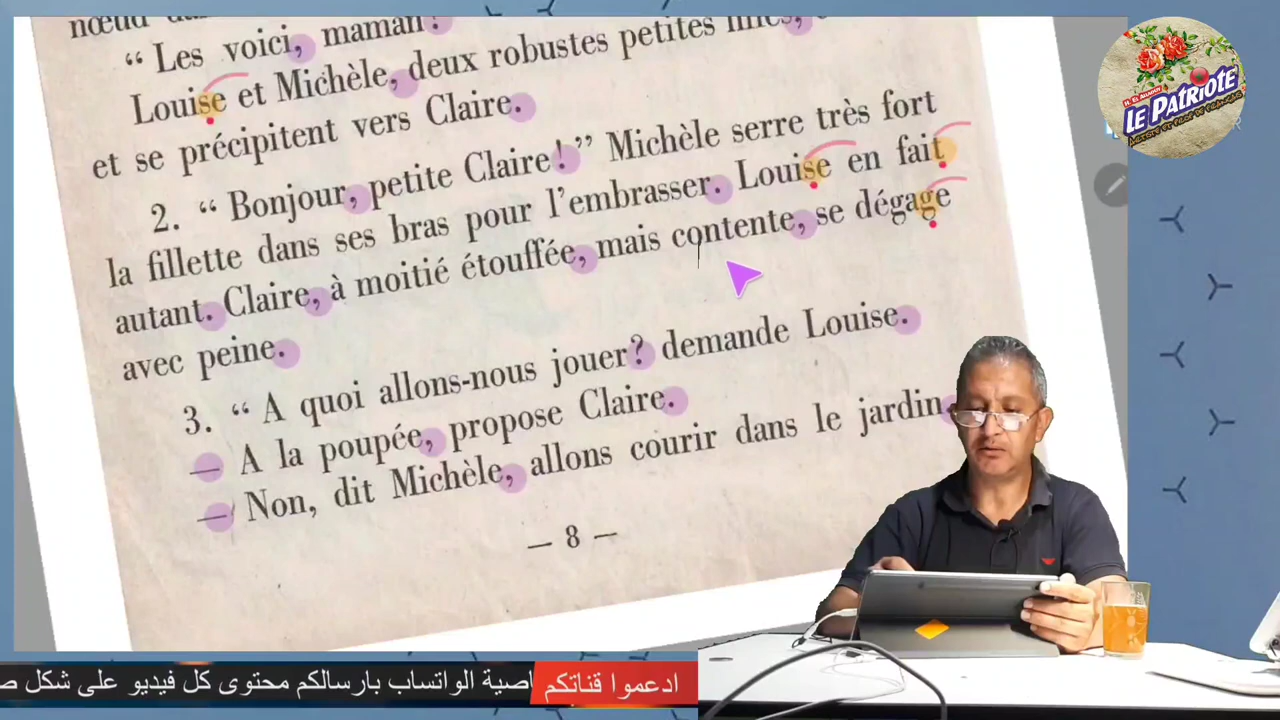 nœud
“ Les voici, maman !
Louise et Michèle, deux robustes petites filles,
et se précipitent vers Claire.
2. “ Bonjour, petite Claire ! ” Michèle serre très fort
la fillette dans ses bras pour l’embrasser. Louise en fait
autant. Claire, à moitié étouffée, mais contente, se dégage
avec peine.
3. “ A quoi allons-nous jouer ? demande Louise.
— A la poupée, propose Claire.
— Non, dit Michèle, allons courir dans le jardin.
— 8 —
LE PATRIOTE
ادعموا قناتكم
الواتساب بارسالكم محتوى كل فيديو على شكل